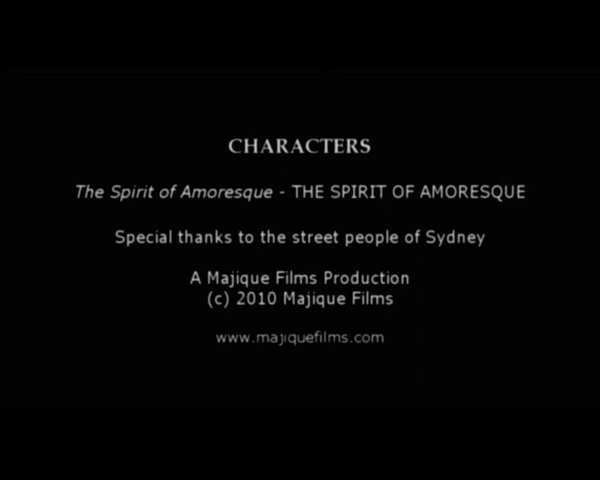 CHARACTERS
The Spirit of Amoresque - THE SPIRIT OF AMORESQUE
Special thanks to the street people of Sydney
A Majique Films Production
(c) 2010 Majique Films
www.majiquefilms.com